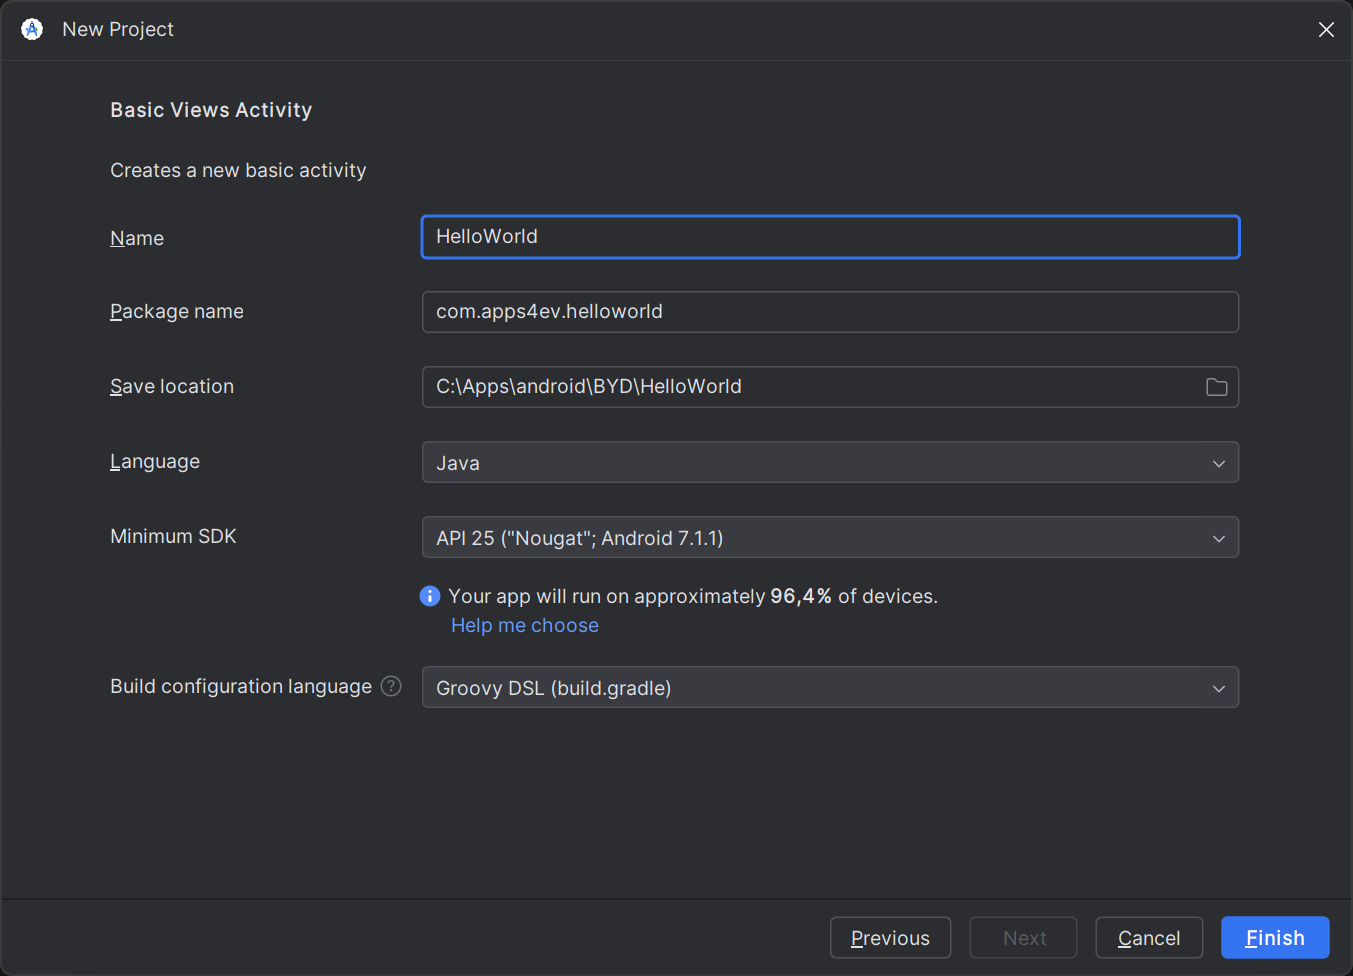 New Project
Basic Views Activity
Creates a new basic activity
Name
HelloWorld
Package name
com.apps4ev.helloworld
Save location
C:\Apps\android\BYD\HelloWorld
Language
Java
Minimum SDK
API 25 ("Nougat"; Android 7.1.1)
Your app will run on approximately 96,4% of devices.
Help me choose
Build configuration language ?
Groovy DSL (build.gradle)
Previous
Next
Cancel
Finish